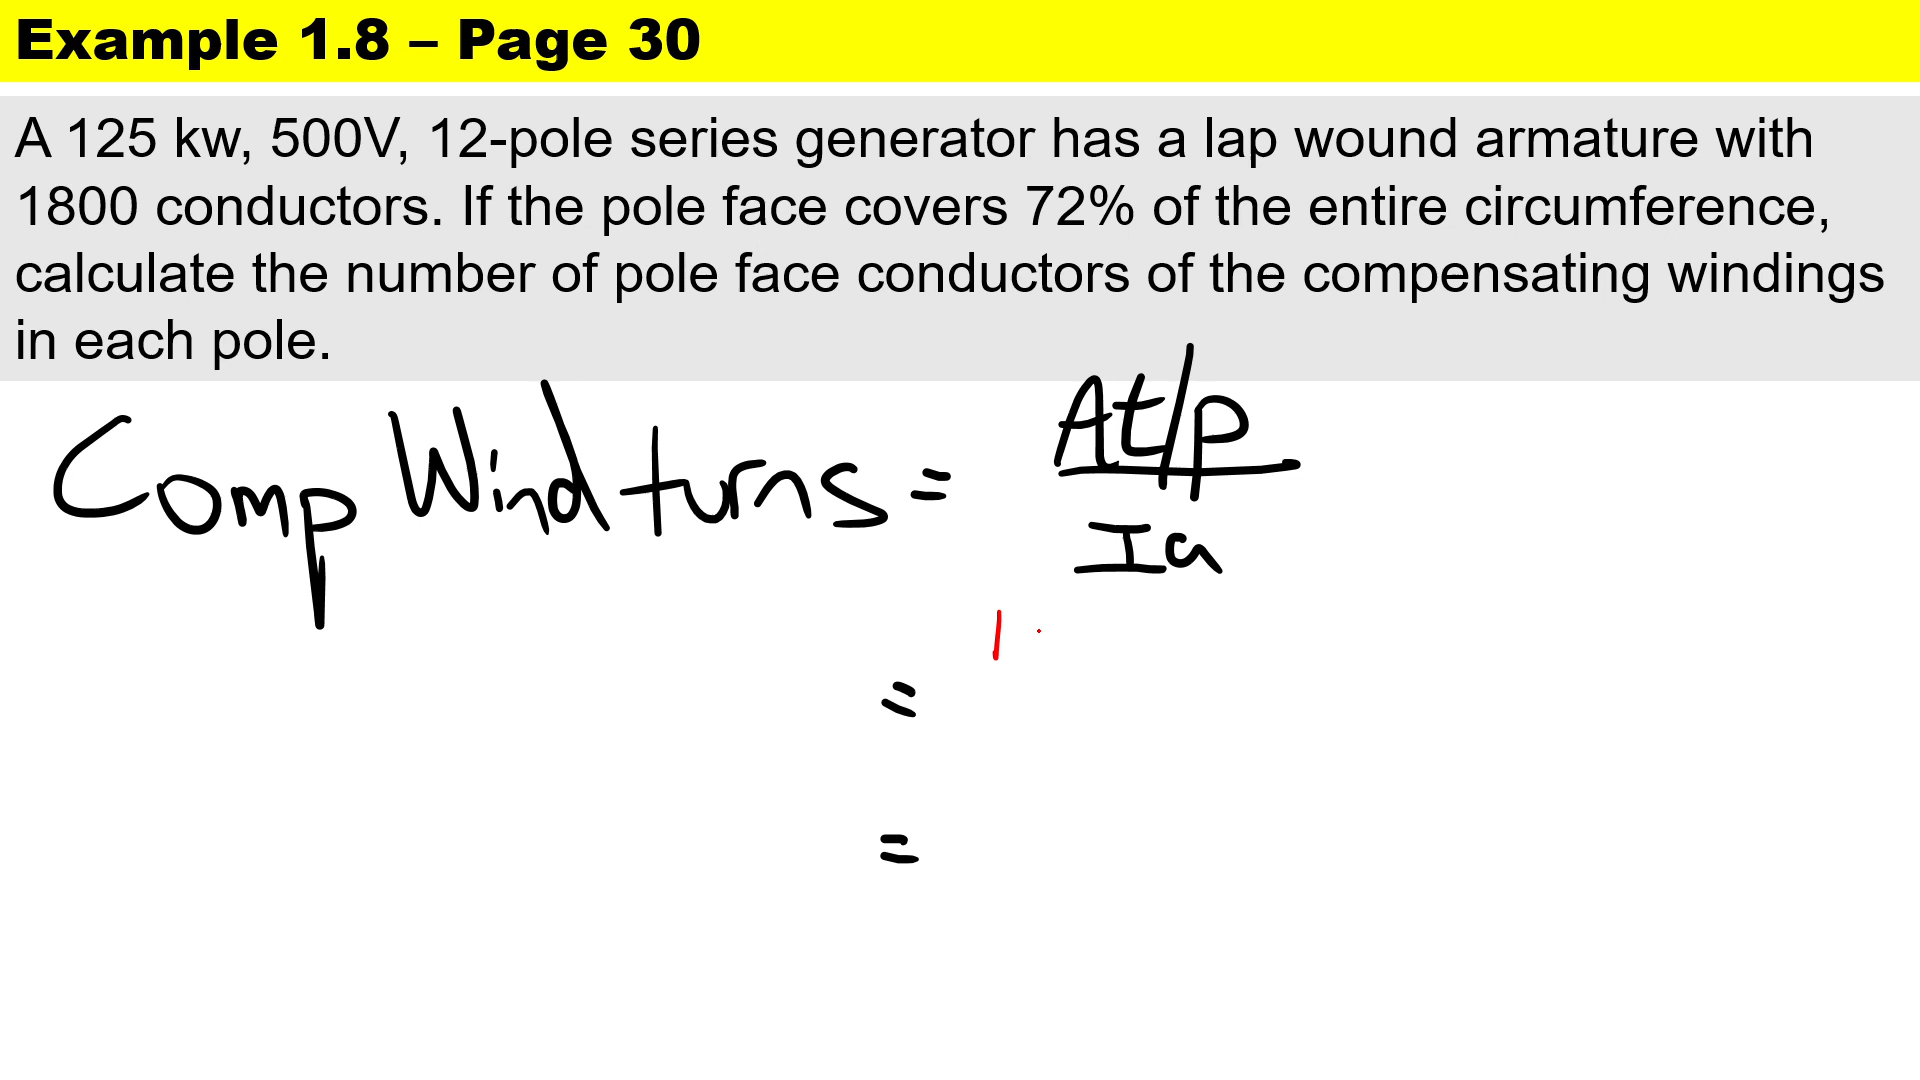 Example 1.8 – Page 30
A 125 kw, 500V, 12-pole series generator has a lap wound armature with
1800 conductors. If the pole face covers 72% of the entire circumference,
calculate the number of pole face conductors of the compensating windings
in each pole.
Comp Wind turns = At/p
Ia
1
=
=